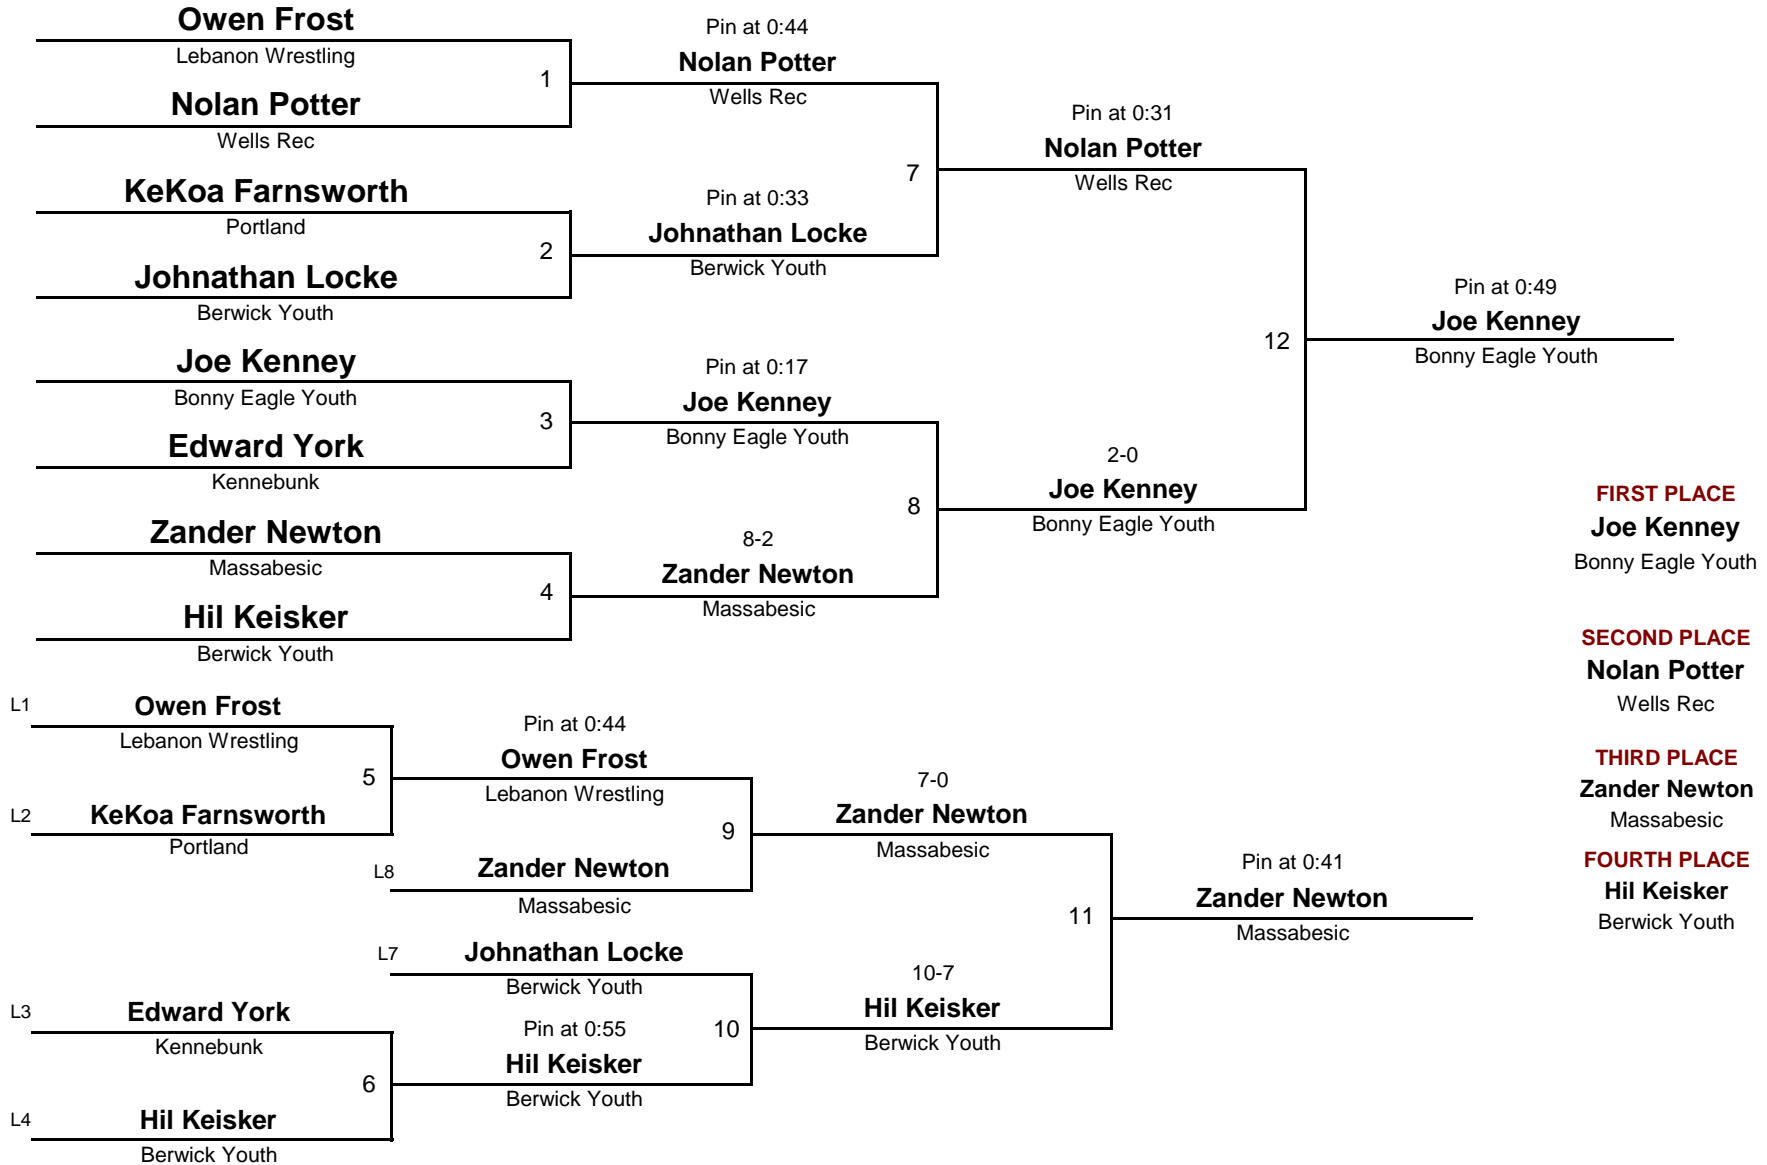 Owen Frost
Lebanon Wrestling
1
Nolan Potter
Wells Rec
KeKoa Farnsworth
Portland
2
Johnathan Locke
Berwick Youth
Joe Kenney
Bonny Eagle Youth
3
Edward York
Kennebunk
Zander Newton
Massabesic
4
Hil Keisker
Berwick Youth
Pin at 0:44
Nolan Potter
Wells Rec
7
Pin at 0:33
Johnathan Locke
Berwick Youth
Pin at 0:17
Joe Kenney
Bonny Eagle Youth
8
8-2
Zander Newton
Massabesic
Pin at 0:31
Nolan Potter
Wells Rec
12
2-0
Joe Kenney
Bonny Eagle Youth
Pin at 0:49
Joe Kenney
Bonny Eagle Youth
FIRST PLACE
Joe Kenney
Bonny Eagle Youth
SECOND PLACE
Nolan Potter
Wells Rec
THIRD PLACE
Zander Newton
Massabesic
FOURTH PLACE
Hil Keisker
Berwick Youth
L1
Owen Frost
Lebanon Wrestling
5
L2
KeKoa Farnsworth
Portland
Pin at 0:44
Owen Frost
Lebanon Wrestling
9
L8
Zander Newton
Massabesic
L7
Johnathan Locke
Berwick Youth
10
Pin at 0:55
Hil Keisker
Berwick Youth
L3
Edward York
Kennebunk
6
L4
Hil Keisker
Berwick Youth
7-0
Zander Newton
Massabesic
11
10-7
Hil Keisker
Berwick Youth
Pin at 0:41
Zander Newton
Massabesic